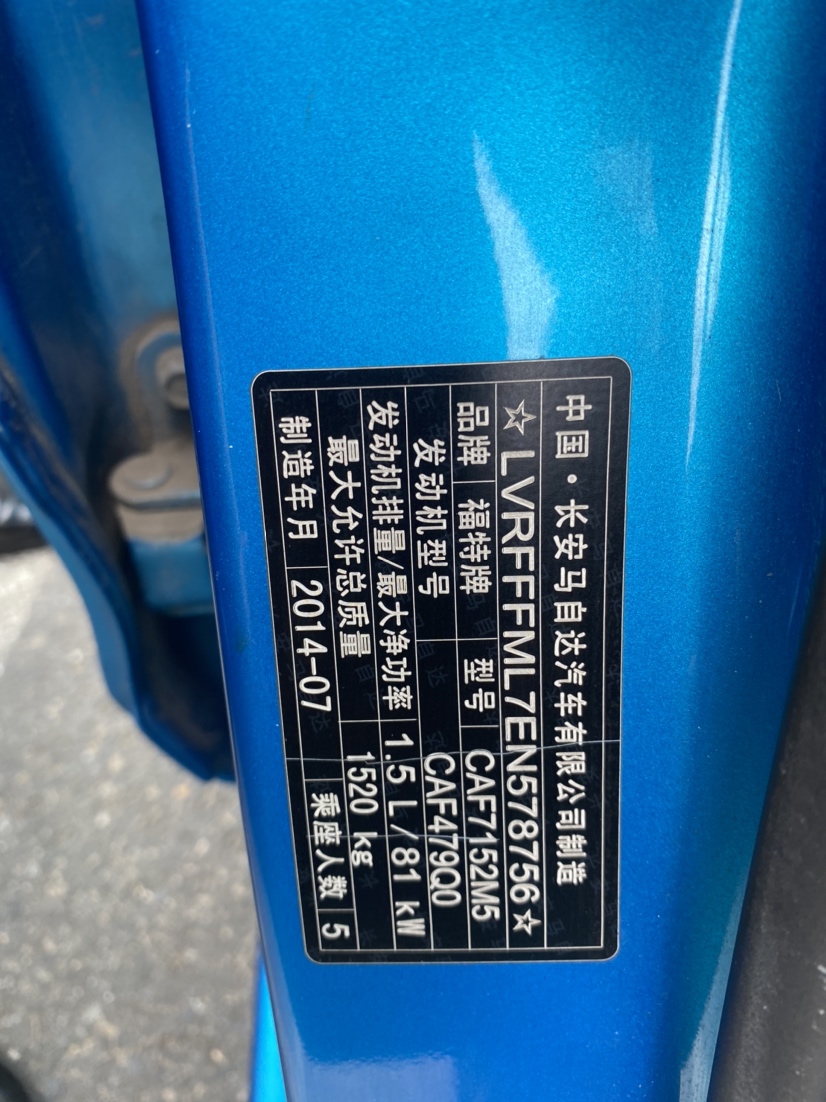 中国·长安马自达汽车有限公司制造
☆LVRFFFML7EN578756☆
品牌 福特牌 型号 CAF7152M5
发动机型号 CAF479Q0
发动机排量/最大净功率 1.5 L/81 kW
最大允许总质量 1520 kg
制造年月 2014-07 乘座人数 5